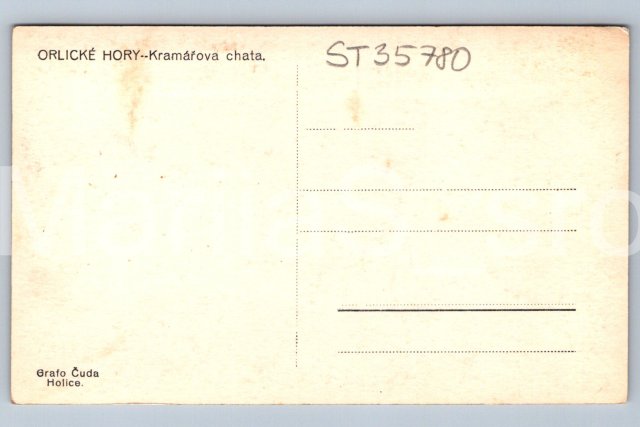 ORLICKÉ HORY--Kramářova chata.
ST35780
Grafo Čuda
Holice.